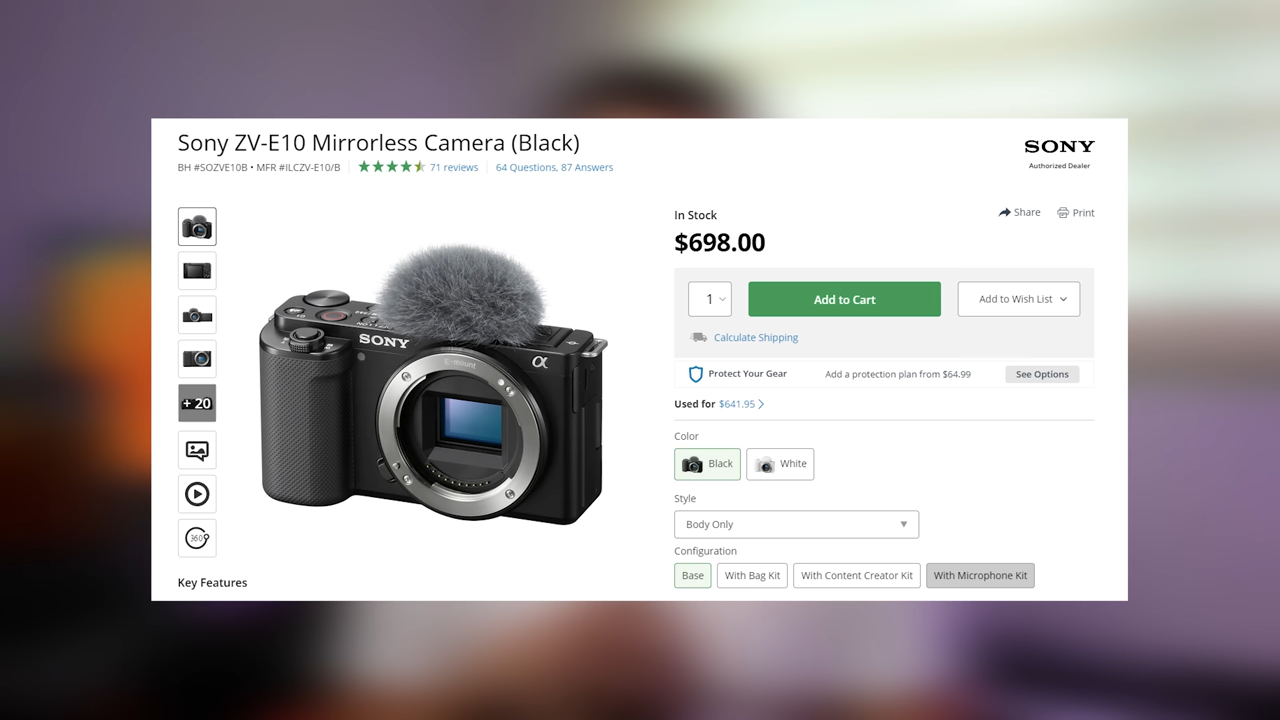 Sony ZV-E10 Mirrorless Camera (Black)
BH #SOZVE10B • MFR #ILCZV-E10/B
71 reviews
64 Questions, 87 Answers
SONY
Authorized Dealer
In Stock
Share
Print
$698.00
1
Add to Cart
Add to Wish List
Calculate Shipping
Protect Your Gear
Add a protection plan from $64.99
See Options
Used for $641.95
Color
Black
White
Style
Body Only
Configuration
Base
With Bag Kit
With Content Creator Kit
With Microphone Kit
+ 20
360
SONY
α
E-mount
Key Features